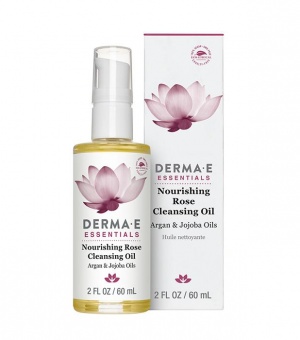 DERMA·E
ESSENTIALS
Nourishing Rose
Cleansing Oil
Argan & Jojoba Oils
2 FL OZ / 60 mL
DERMA·E
ESSENTIALS
Nourishing
Rose
Cleansing Oil
Argan & Jojoba Oils
Huile nettoyante
2 FL OZ / 60 mL